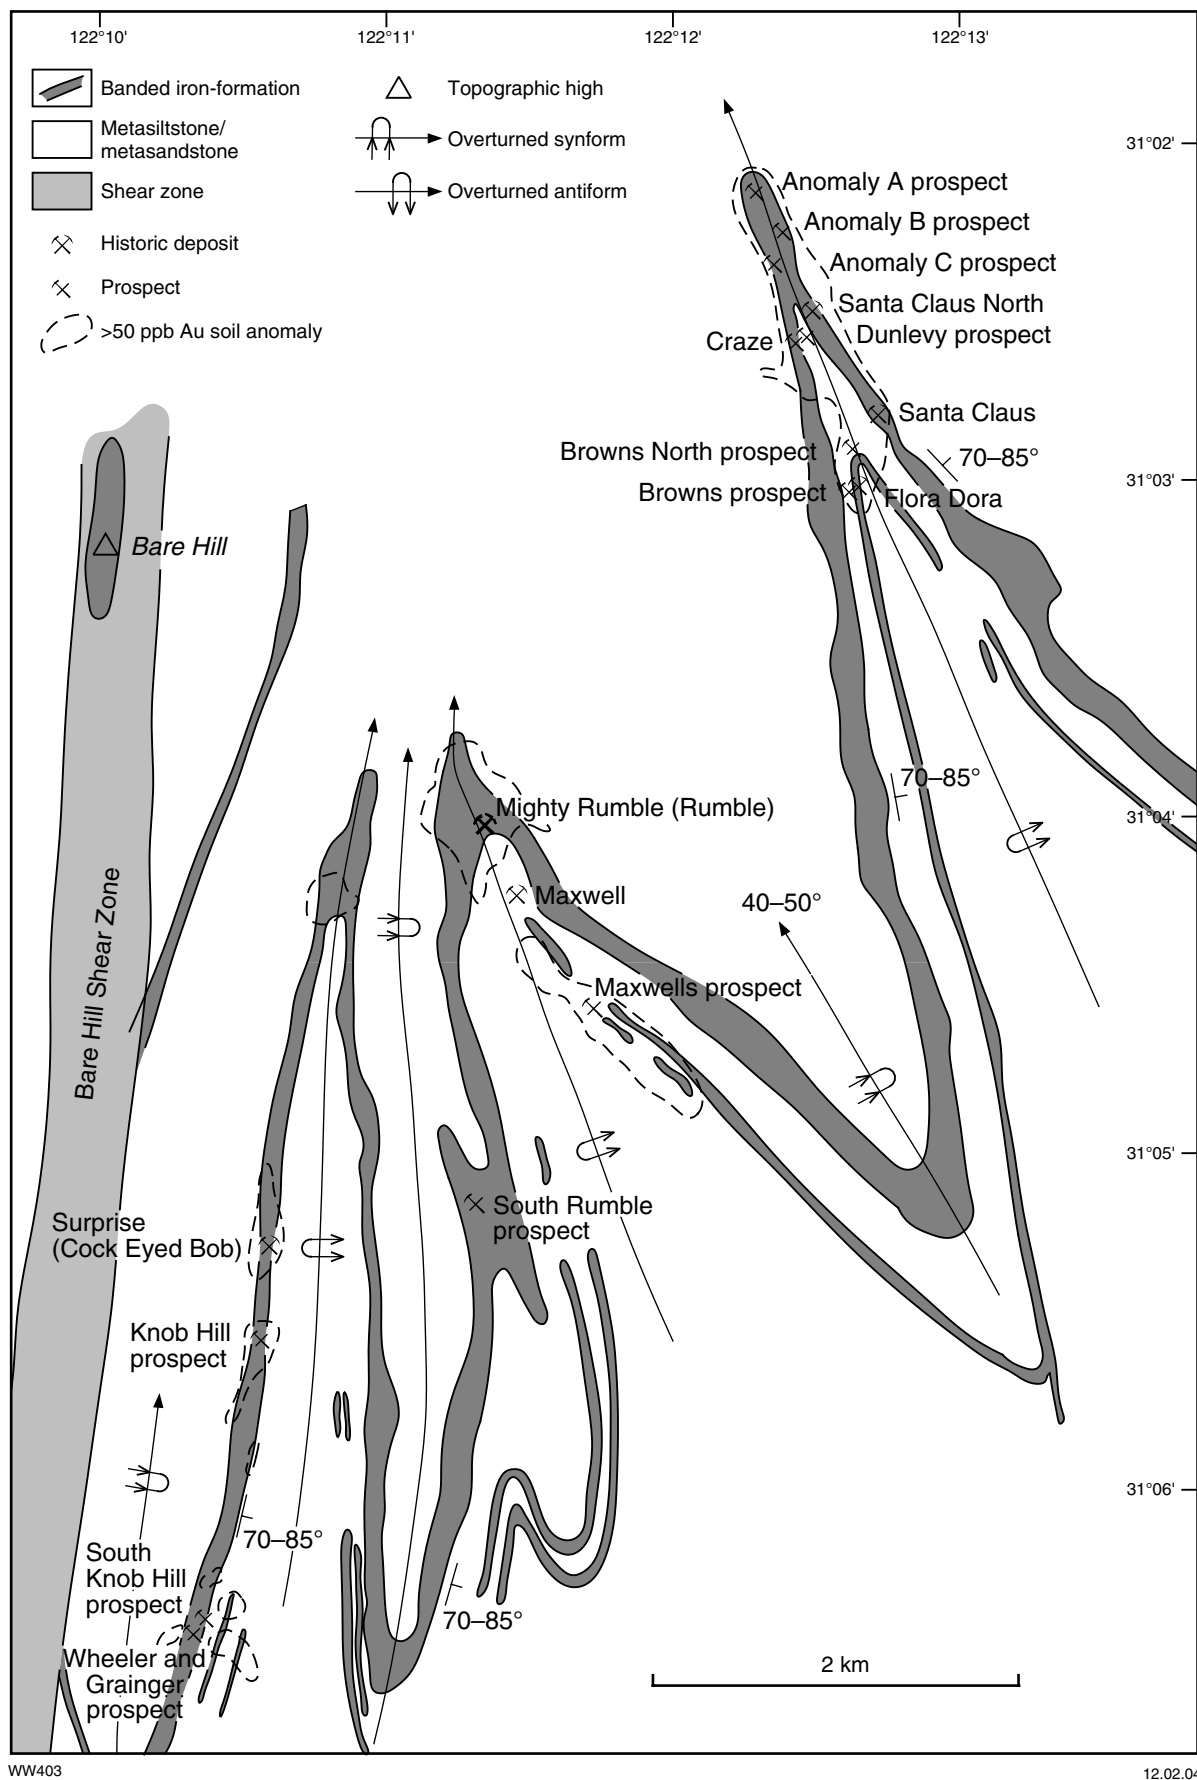 122°10'
122°11'
122°12'
122°13'
Banded iron-formation
Metasiltstone/
metasandstone
Shear zone
Historic deposit
Prospect
>50 ppb Au soil anomaly
Topographic high
Overturned synform
Overturned antiform
31°02'
Anomaly A prospect
Anomaly B prospect
Anomaly C prospect
Santa Claus North
Dunlevy prospect
Craze
Santa Claus
Browns North prospect
70–85°
31°03'
Browns prospect
Flora Dora
Bare Hill
70–85°
Mighty Rumble (Rumble)
31°04'
Maxwell
40–50°
Bare Hill Shear Zone
Maxwells prospect
31°05'
South Rumble
prospect
Surprise
(Cock Eyed Bob)
Knob Hill
prospect
31°06'
70–85°
South
Knob Hill
prospect
70–85°
Wheeler and
Grainger
prospect
2 km
WW403
12.02.04